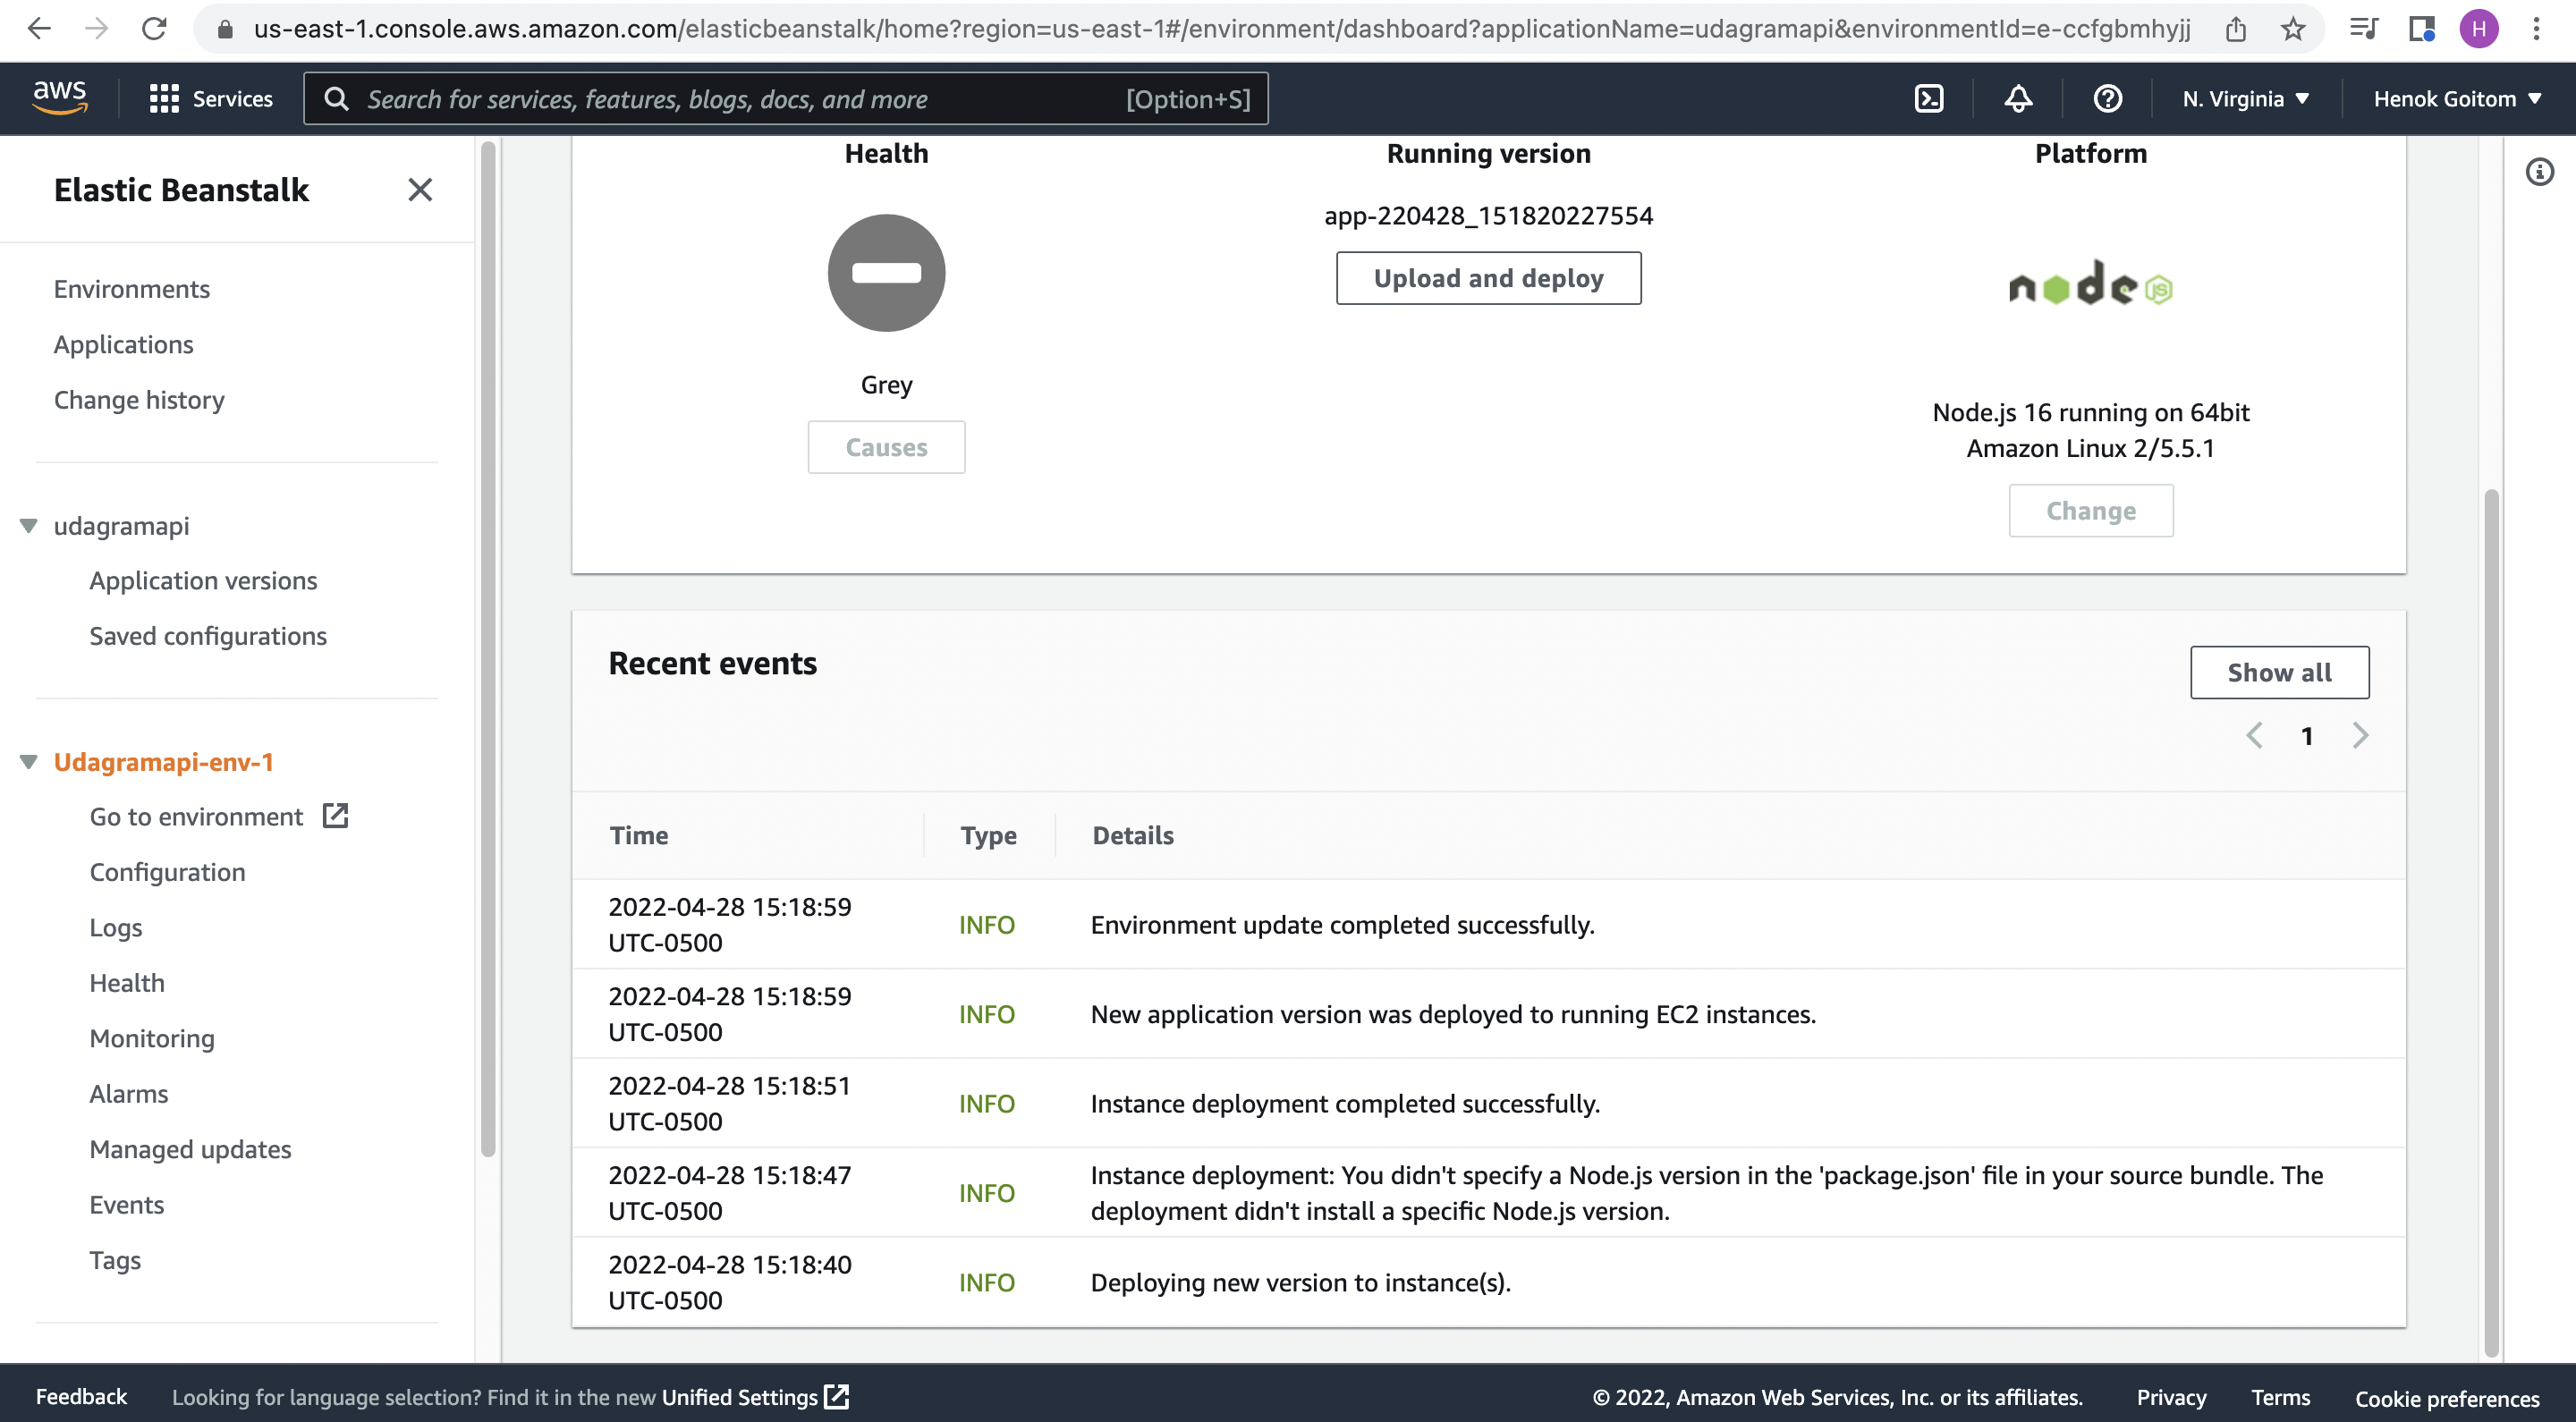 us-east-1.console.aws.amazon.com/elasticbeanstalk/home?region=us-east-1#/environment/dashboard?applicationName=udagramapi&environmentId=e-ccfgbmhyjj
H
aws
Services
Search for services, features, blogs, docs, and more
[Option+S]
N. Virginia
Henok Goitom
Elastic Beanstalk
Environments
Applications
Change history
udagramapi
Application versions
Saved configurations
Udagramapi-env-1
Go to environment
Configuration
Logs
Health
Monitoring
Alarms
Managed updates
Events
Tags
Health
Grey
Causes
Running version
app-220428_151820227554
Upload and deploy
Platform
node JS
Node.js 16 running on 64bit
Amazon Linux 2/5.5.1
Change
Recent events
Show all
1
Time Type Details
2022-04-28 15:18:59
UTC-0500
INFO
Environment update completed successfully.
2022-04-28 15:18:59
UTC-0500
INFO
New application version was deployed to running EC2 instances.
2022-04-28 15:18:51
UTC-0500
INFO
Instance deployment completed successfully.
2022-04-28 15:18:47
UTC-0500
INFO
Instance deployment: You didn't specify a Node.js version in the 'package.json' file in your source bundle. The
deployment didn't install a specific Node.js version.
2022-04-28 15:18:40
UTC-0500
INFO
Deploying new version to instance(s).
Feedback
Looking for language selection? Find it in the new Unified Settings
© 2022, Amazon Web Services, Inc. or its affiliates.
Privacy
Terms
Cookie preferences